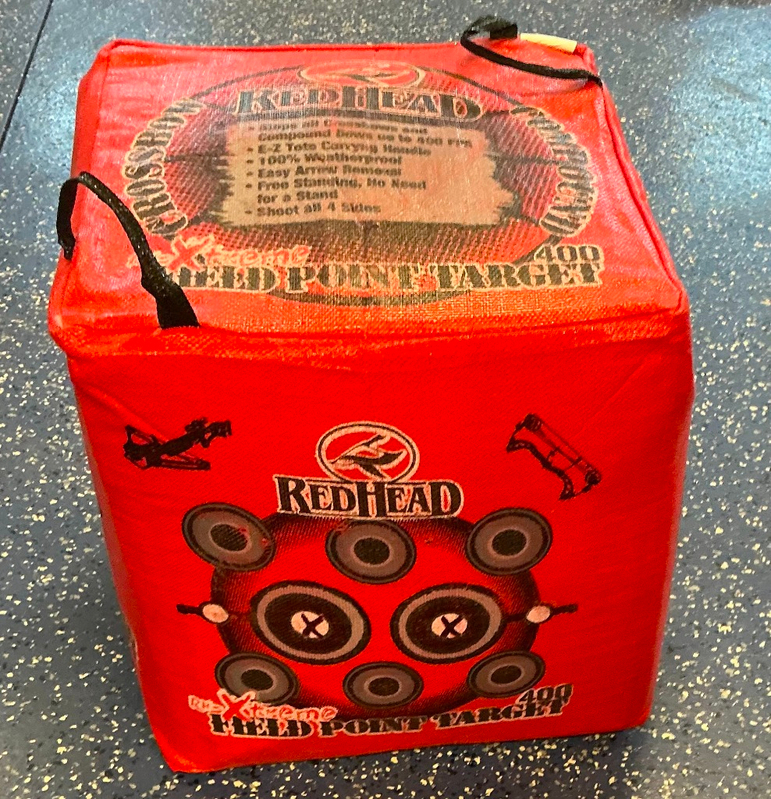 REDHEAD
CROSSBOW
COMPOUND
• Stops all Crossbows and
Compound Down up to 400 FPS
• E-Z Tote Carrying Handle
• 100% Weatherproof
• Easy Arrow Removal
• Free Standing, No Need
for a Stand
• Shoot all 4 Sides
Xtreme 400
FIELD POINT TARGET
REDHEAD
X X
Xtreme 400
FIELD POINT TARGET